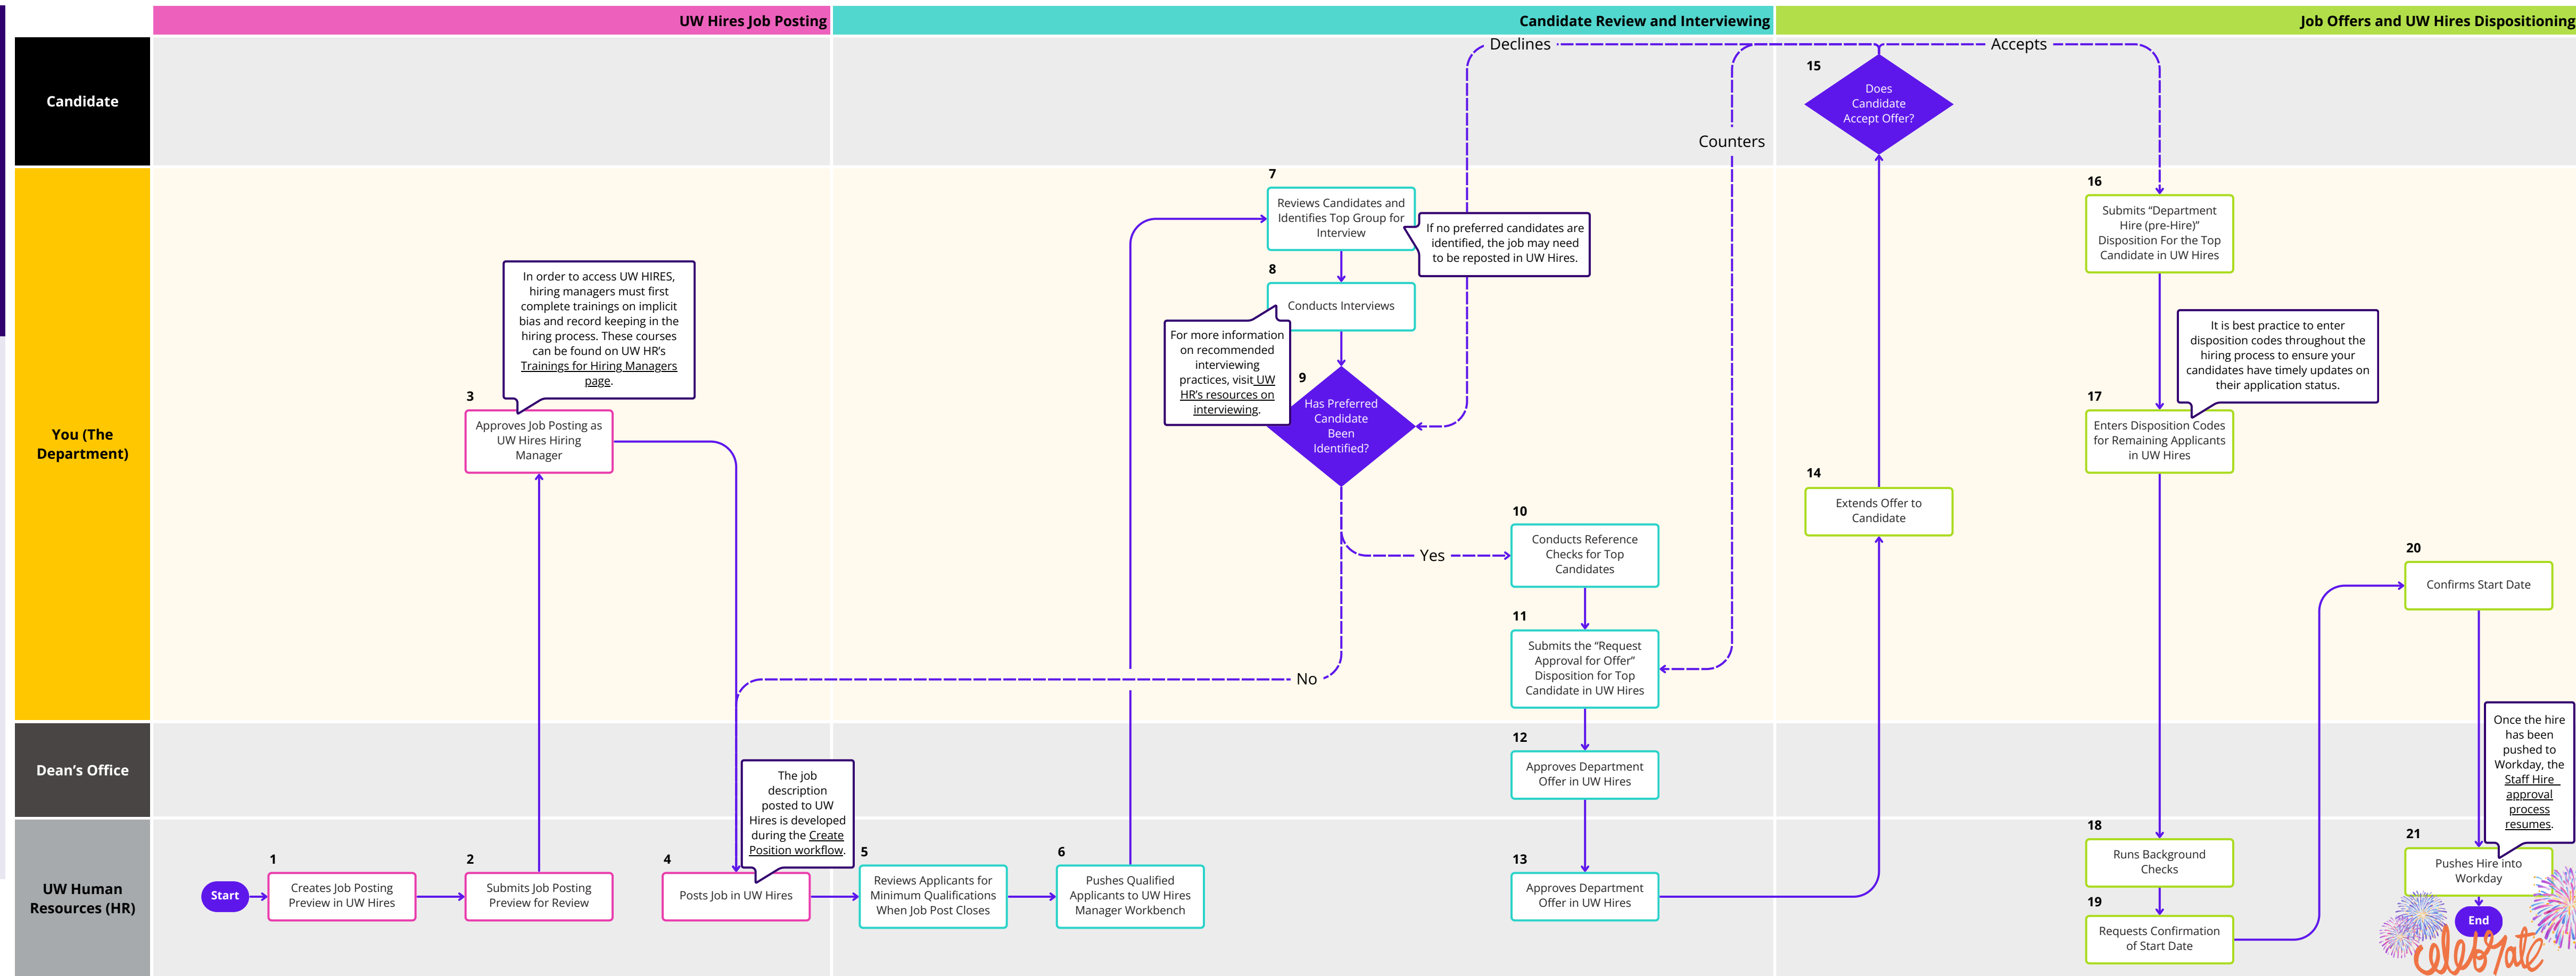 UW Hires Job Posting
Candidate Review and Interviewing
Job Offers and UW Hires Dispositioning
Candidate
Declines
Accepts
Counters
15
Does
Candidate
Accept Offer?
You (The
Department)
3
In order to access UW HIRES,
hiring managers must first
complete trainings on implicit
bias and record keeping in the
hiring process. These courses
can be found on UW HR’s
Trainings for Hiring Managers
page.
Approves Job Posting as
UW Hires Hiring
Manager
7
Reviews Candidates and
Identifies Top Group for
Interview
If no preferred candidates are
identified, the job may need
to be reposted in UW Hires.
8
Conducts Interviews
For more information
on recommended
interviewing
practices, visit UW
HR’s resources on
interviewing.
9
Has Preferred
Candidate
Been
Identified?
Yes
No
10
Conducts Reference
Checks for Top
Candidates
11
Submits the “Request
Approval for Offer”
Disposition for Top
Candidate in UW Hires
14
Extends Offer to
Candidate
16
Submits “Department
Hire (pre-Hire)”
Disposition For the Top
Candidate in UW Hires
It is best practice to enter
disposition codes throughout the
hiring process to ensure your
candidates have timely updates on
their application status.
17
Enters Disposition Codes
for Remaining Applicants
in UW Hires
20
Confirms Start Date
Dean’s Office
12
Approves Department
Offer in UW Hires
UW Human
Resources (HR)
Start
1
Creates Job Posting
Preview in UW Hires
2
Submits Job Posting
Preview for Review
4
Posts Job in UW Hires
The job
description
posted to UW
Hires is developed
during the Create
Position workflow.
5
Reviews Applicants for
Minimum Qualifications
When Job Post Closes
6
Pushes Qualified
Applicants to UW Hires
Manager Workbench
13
Approves Department
Offer in UW Hires
18
Runs Background
Checks
19
Requests Confirmation
of Start Date
Once the hire
has been
pushed to
Workday, the
Staff Hire
approval
process
resumes.
21
Pushes Hire into
Workday
End
celebrate